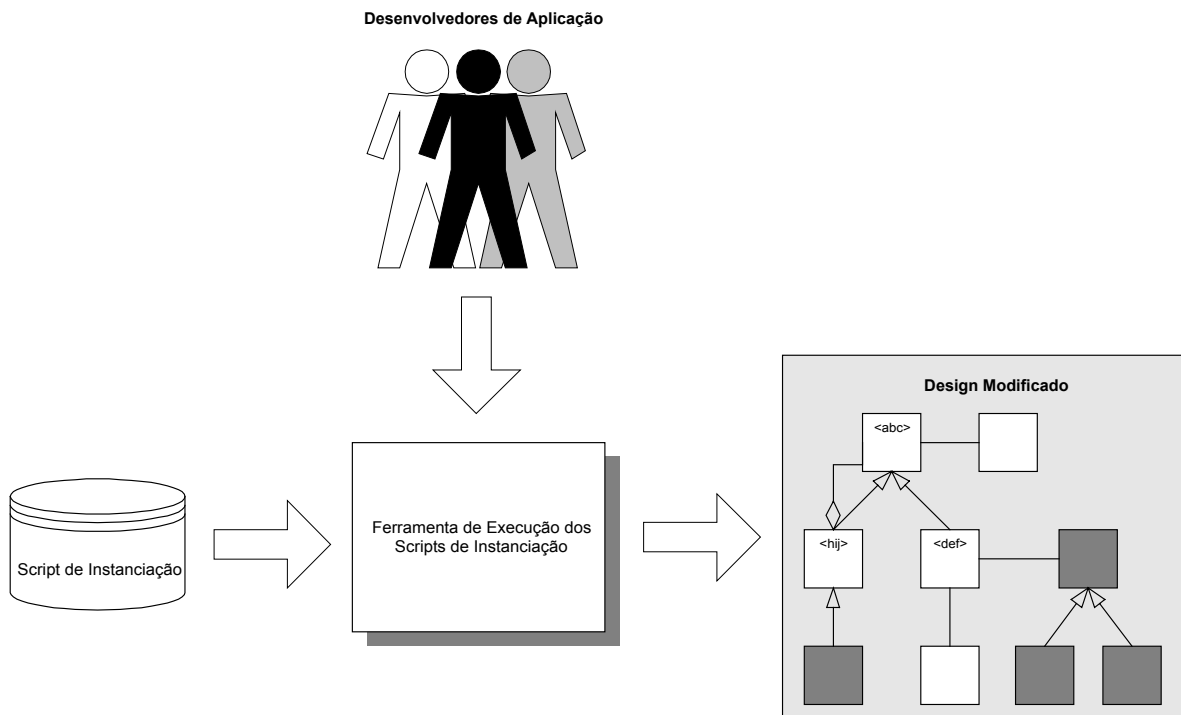 Desenvolvedores de Aplicação
Design Modificado
<abc>
Ferramenta de Execução dos
Scripts de Instanciação
<hij>
<def>
Script de Instanciação